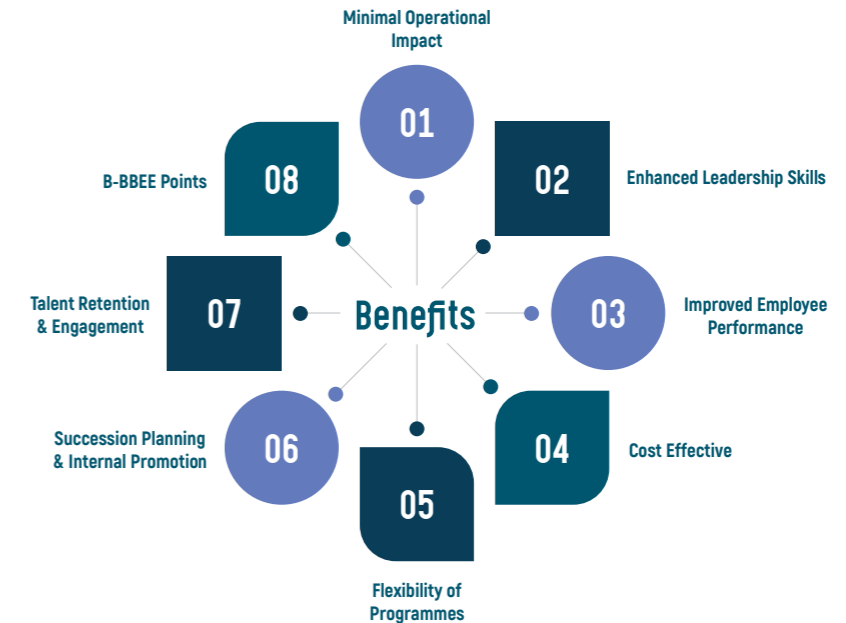 Minimal Operational
Impact
01
02
Enhanced Leadership Skills
03
Improved Employee
Performance
04
Cost Effective
05
Flexibility of
Programmes
06
Succession Planning
& Internal Promotion
07
Talent Retention
& Engagement
08
B-BBEE Points
Benefits